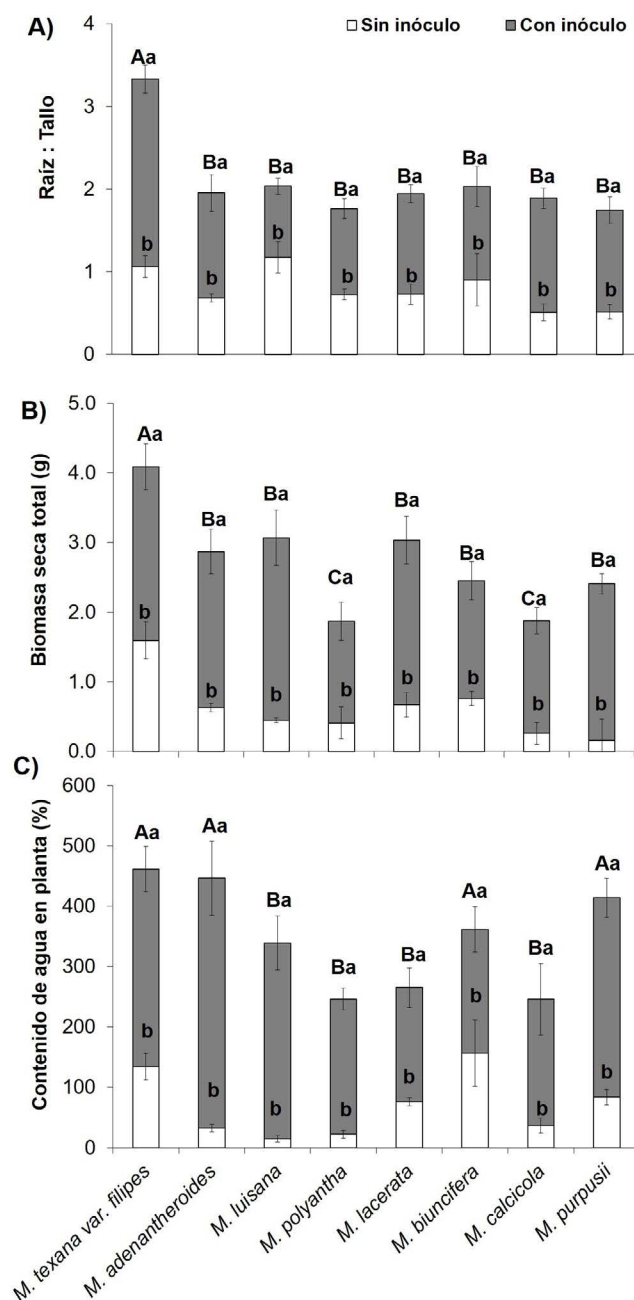 A)
Sin inóculo Con inóculo
Raíz : Tallo
4
3
2
1
0
Aa Ba Ba Ba Ba Ba Ba Ba
b b b b b b b b
B)
Biomasa seca total (g)
5.0
4.0
3.0
2.0
1.0
0.0
Aa Ba Ba Ca Ba Ba Ca Ba
b b b b b b b b
C)
Contenido de agua en planta (%)
600
500
400
300
200
100
0
Aa Aa Ba Ba Ba Aa Ba Aa
b b b b b b b b
M. texana var. filipes
M. adenantheroides
M. luisana
M. polyantha
M. lacerata
M. biuncifera
M. calcicola
M. purpusii